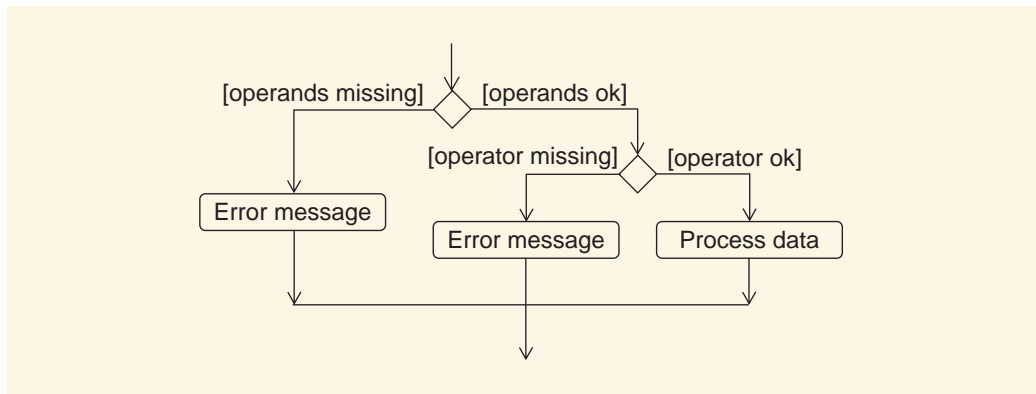 [operands missing]
[operands ok]
[operator missing]
[operator ok]
Error message
Error message
Process data